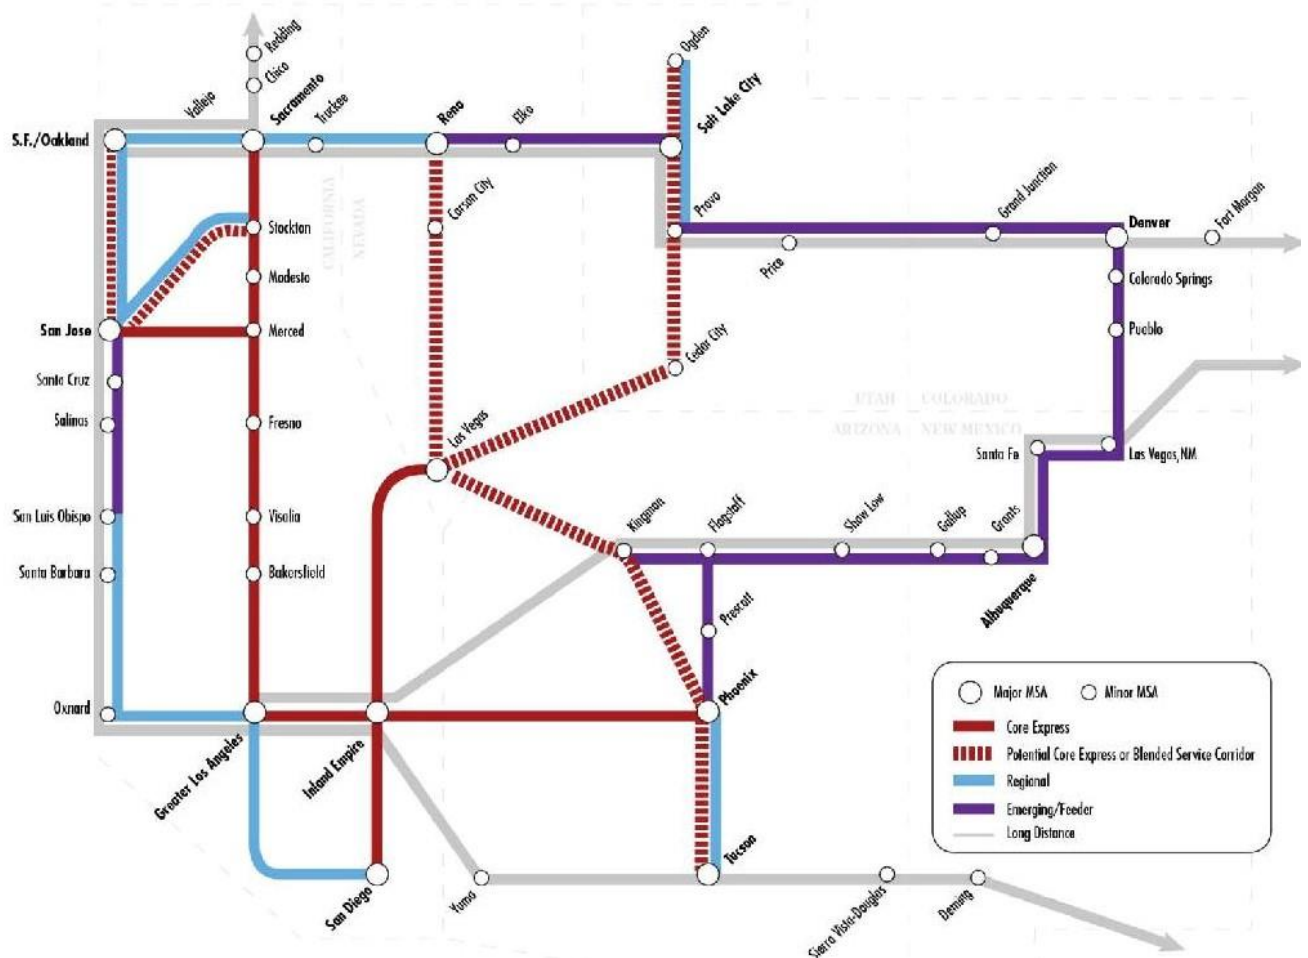 Redding
Chico
Vallejo
Sacramento
Truckee
Reno
Elko
Ogden
Salt Lake City
S.F./Oakland
CALIFORNIA
NEVADA
Carson City
Stockton
Modesto
Provo
Price
Grand Junction
Denver
Fort Morgan
Colorado Springs
San Jose
Merced
Pueblo
Santa Cruz
Salinas
Fresno
Las Vegas
Cedar City
UTAH COLORADO
ARIZONA NEW MEXICO
Santa Fe
Las Vegas,NM
San Luis Obispo
Visalia
Kingman
Flagstaff
Show Low
Gallup
Grants
Albuquerque
Santa Barbara
Bakersfield
Prescott
Phoenix
Oxnard
Greater Los Angeles
Inland Empire
San Diego
Yuma
Tucson
Sierra Vista-Douglas
Deming
Major MSA
Minor MSA
Core Express
Potential Core Express or Blended Service Corridor
Regional
Emerging/Feeder
Long Distance